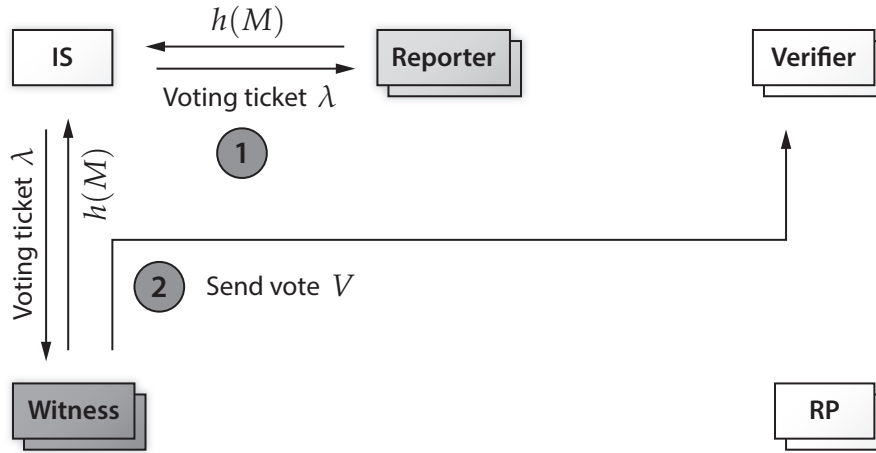 h(M)
IS
Reporter
Verifier
Voting ticket λ
1
Voting ticket λ
h(M)
2 Send vote V
Witness
RP